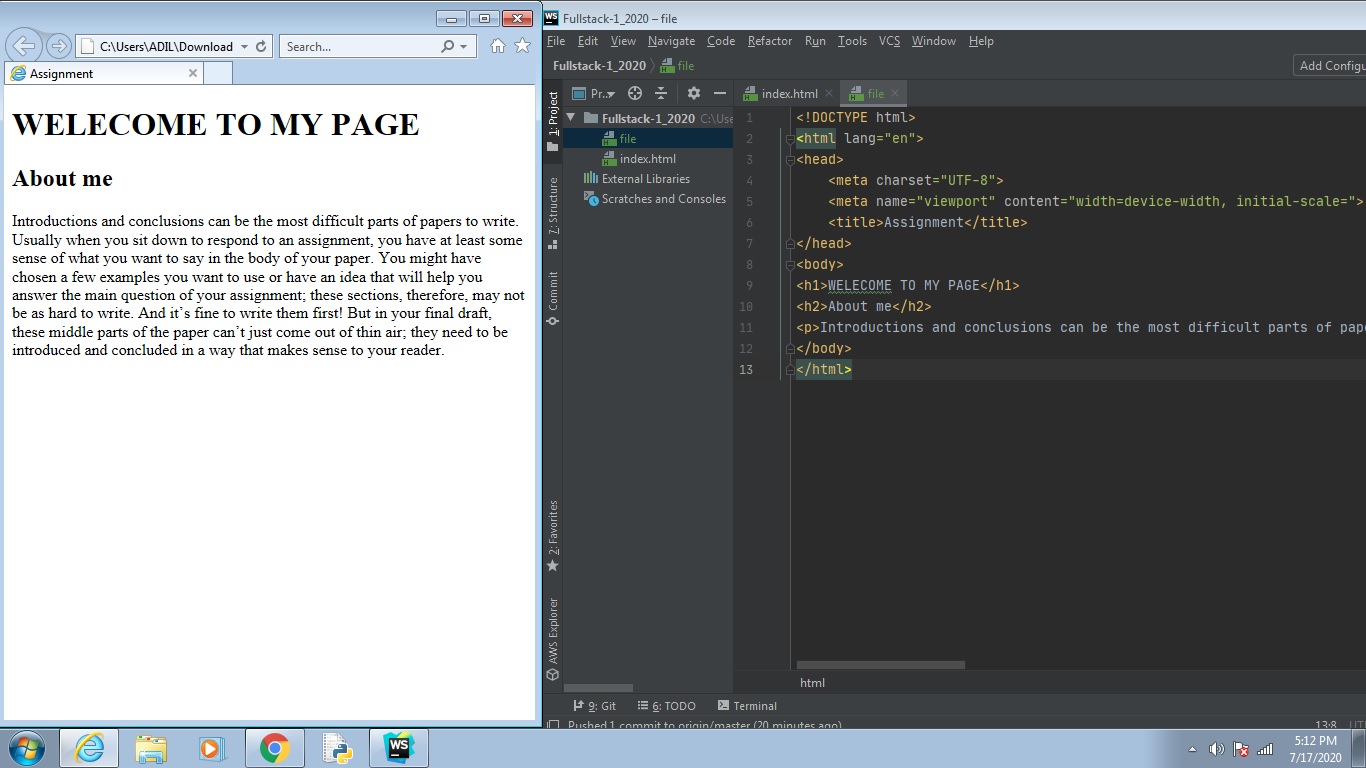 C:\Users\ADIL\Download
Search...
Assignment
WELECOME TO MY PAGE
About me
Introductions and conclusions can be the most difficult parts of papers to write.
Usually when you sit down to respond to an assignment, you have at least some
sense of what you want to say in the body of your paper. You might have
chosen a few examples you want to use or have an idea that will help you
answer the main question of your assignment; these sections, therefore, may not
be as hard to write. And it’s fine to write them first! But in your final draft,
these middle parts of the paper can’t just come out of thin air; they need to be
introduced and concluded in a way that makes sense to your reader.
WS Fullstack-1_2020 – file
File Edit View Navigate Code Refactor Run Tools VCS Window Help
Fullstack-1_2020 file
Add Configu
1: Project
7: Structure
Commit
2: Favorites
AWS Explorer
Pr..
Fullstack-1_2020 C:\Use
file
index.html
External Libraries
Scratches and Consoles
index.html file
1 <!DOCTYPE html>
2 <html lang="en">
3 <head>
4 <meta charset="UTF-8">
5 <meta name="viewport" content="width=device-width, initial-scale=">
6 <title>Assignment</title>
7 </head>
8 <body>
9 <h1>WELECOME TO MY PAGE</h1>
10 <h2>About me</h2>
11 <p>Introductions and conclusions can be the most difficult parts of pape
12 </body>
13 </html>
html
9: Git 6: TODO Terminal
Pushed 1 commit to origin/master (20 minutes ago)
13:8 UT
WS
5:12 PM
7/17/2020